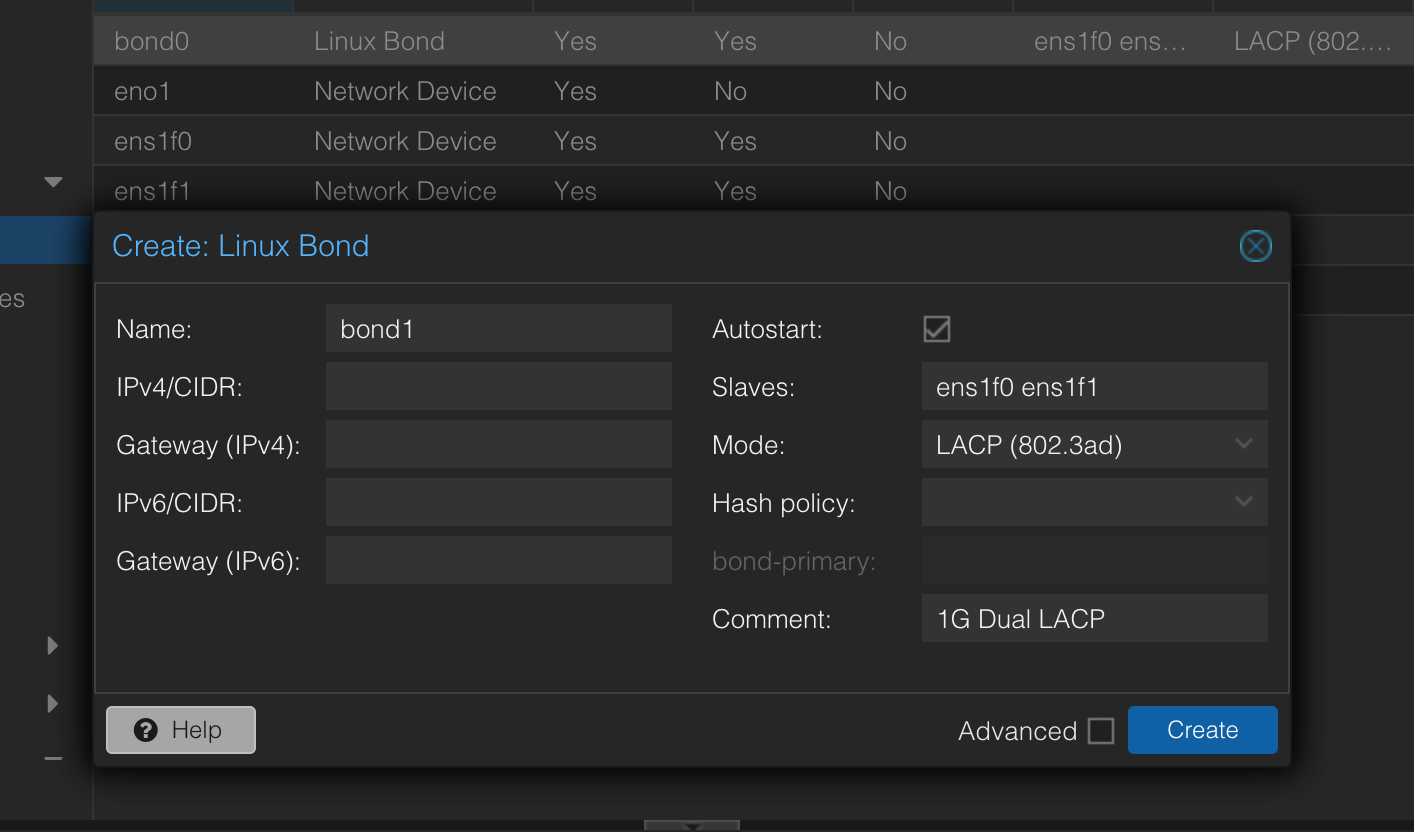 bond0 Linux Bond Yes Yes No ens1f0 ens... LACP (802....
eno1 Network Device Yes No No
ens1f0 Network Device Yes Yes No
ens1f1 Network Device Yes Yes No
es
Create: Linux Bond
Name: bond1 Autostart:
IPv4/CIDR: Slaves: ens1f0 ens1f1
Gateway (IPv4): Mode: LACP (802.3ad)
IPv6/CIDR: Hash policy:
Gateway (IPv6): bond-primary:
Comment: 1G Dual LACP
Help Advanced Create